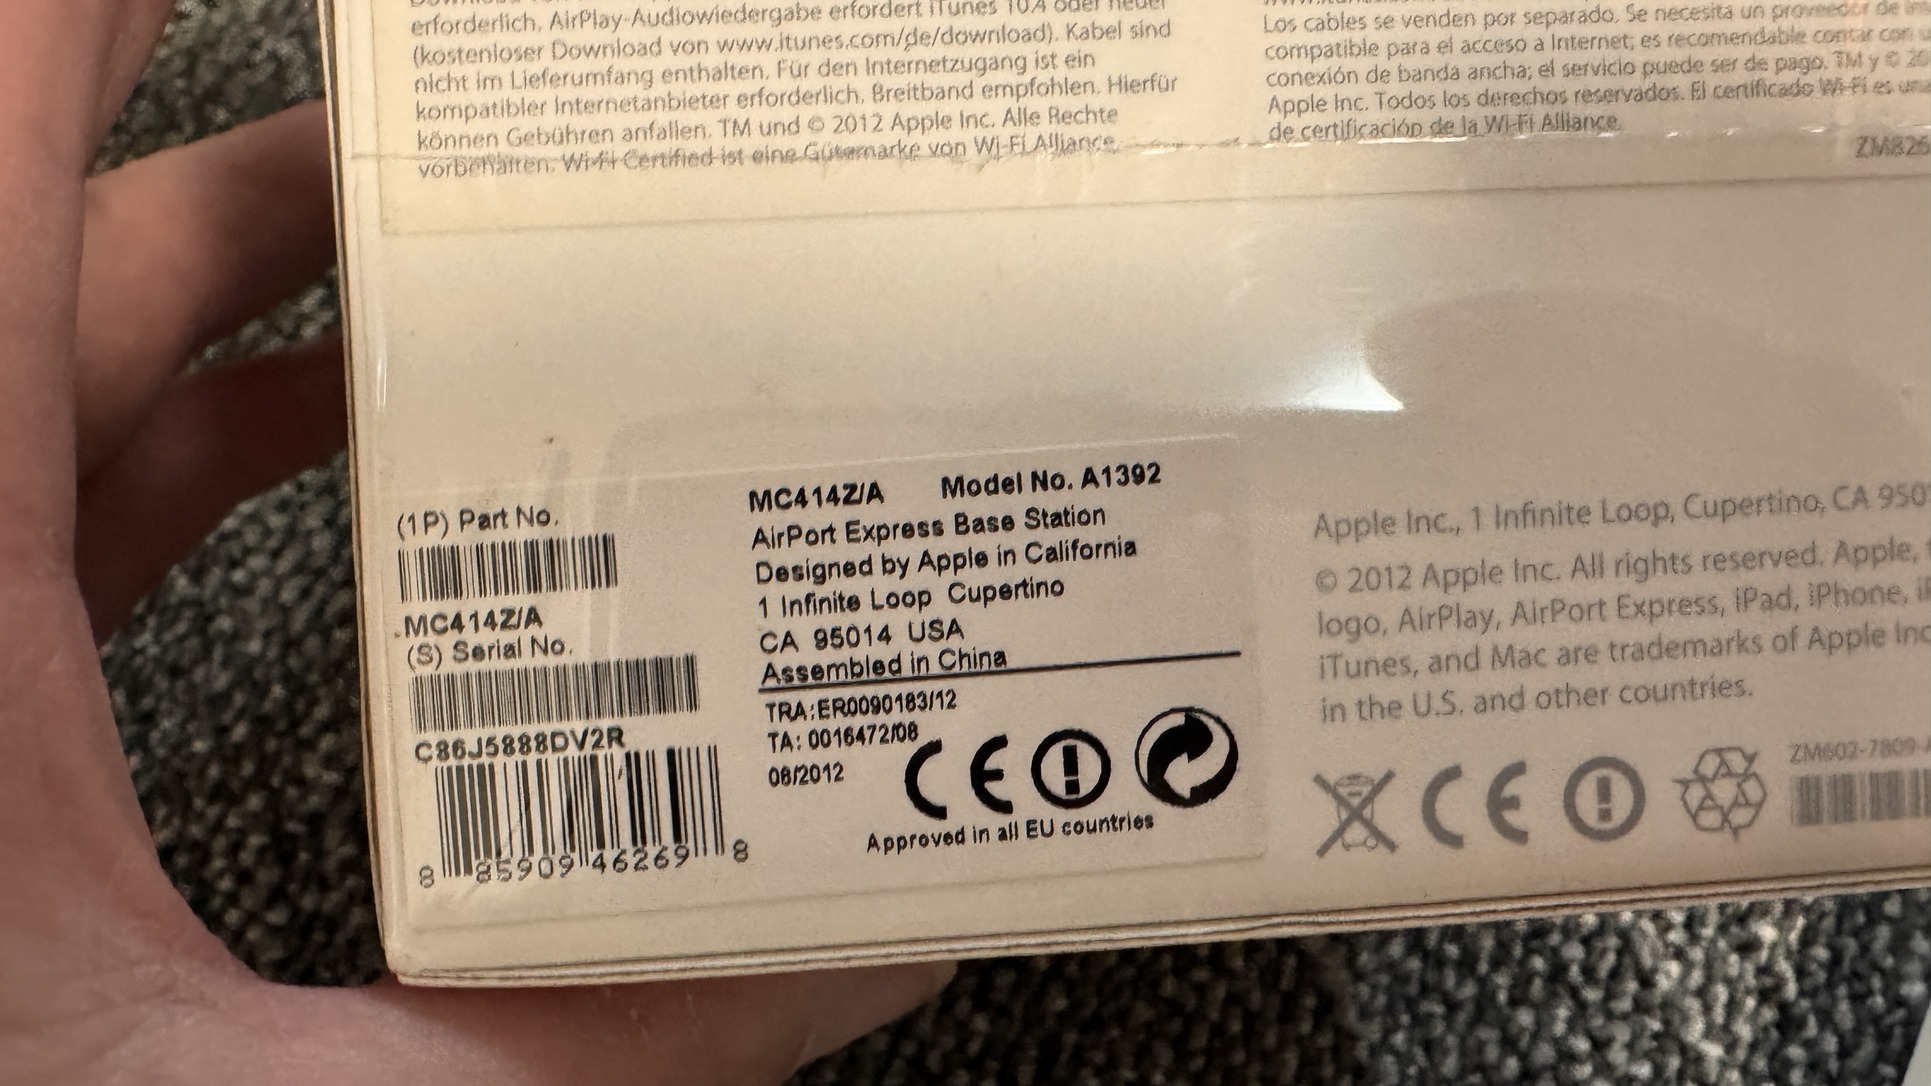 erforderlich. AirPlay-Audiowiedergabe erfordert iTunes 10.4 oder neuer
(kostenloser Download von www.itunes.com/de/download). Kabel sind
nicht im Lieferumfang enthalten. Für den Internetzugang ist ein
kompatibler Internetanbieter erforderlich. Breitband empfohlen. Hierfür
können Gebühren anfallen. TM und © 2012 Apple Inc. Alle Rechte
vorbehalten. Wi-Fi Certified ist eine Gütemarke von Wi-Fi Alliance.
Los cables se venden por separado. Se necesita un proveedor de
compatible para el acceso a Internet; es recomendable contar con
conexión de banda ancha; el servicio puede ser de pago. TM y © 20
Apple Inc. Todos los derechos reservados. El certificado Wi-Fi es una
de certificación de la Wi-Fi Alliance.
ZM826
(1P) Part No.
MC414Z/A
(S) Serial No.
C86J5888DV2R
8 85909 46269 8
MC414Z/A Model No. A1392
AirPort Express Base Station
Designed by Apple in California
1 Infinite Loop Cupertino
CA 95014 USA
Assembled in China
TRA:ER0090183/12
TA: 0016472/08
08/2012
CE
Approved in all EU countries
Apple Inc., 1 Infinite Loop, Cupertino, CA 950
© 2012 Apple Inc. All rights reserved. Apple,
logo, AirPlay, AirPort Express, iPad, iPhone,
iTunes, and Mac are trademarks of Apple Inc
in the U.S. and other countries.
CE
ZM602-7809-